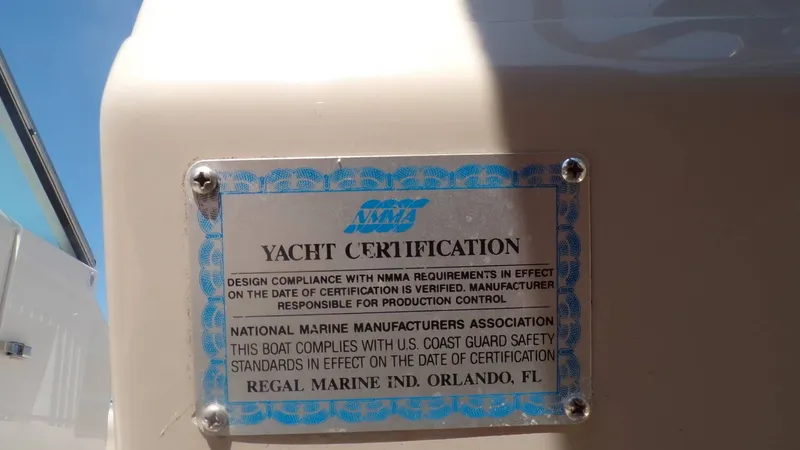 NMMA
YACHT CERTIFICATION
DESIGN COMPLIANCE WITH NMMA REQUIREMENTS IN EFFECT
ON THE DATE OF CERTIFICATION IS VERIFIED. MANUFACTURER
RESPONSIBLE FOR PRODUCTION CONTROL
NATIONAL MARINE MANUFACTURERS ASSOCIATION
THIS BOAT COMPLIES WITH U.S. COAST GUARD SAFETY
STANDARDS IN EFFECT ON THE DATE OF CERTIFICATION
REGAL MARINE IND. ORLANDO, FL